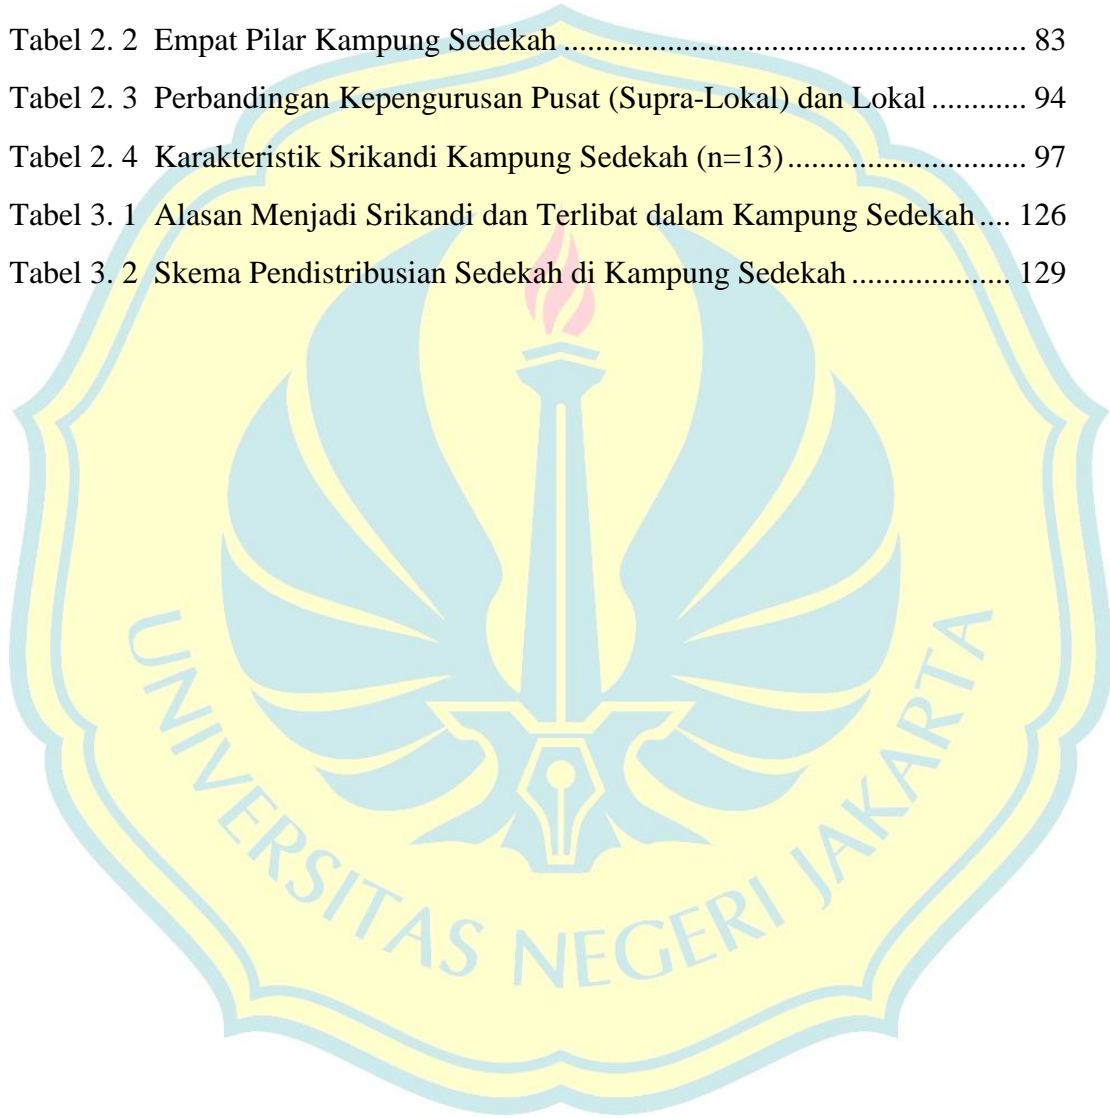 Tabel 2. 2  Empat Pilar Kampung Sedekah ........................................................ 83
Tabel 2. 3  Perbandingan Kepengurusan Pusat (Supra-Lokal) dan Lokal ............ 94
Tabel 2. 4  Karakteristik Srikandi Kampung Sedekah (n=13) ............................. 97
Tabel 3. 1  Alasan Menjadi Srikandi dan Terlibat dalam Kampung Sedekah .... 126
Tabel 3. 2  Skema Pendistribusian Sedekah di Kampung Sedekah ................... 129
UNIVERSITAS NEGERI JAKARTA